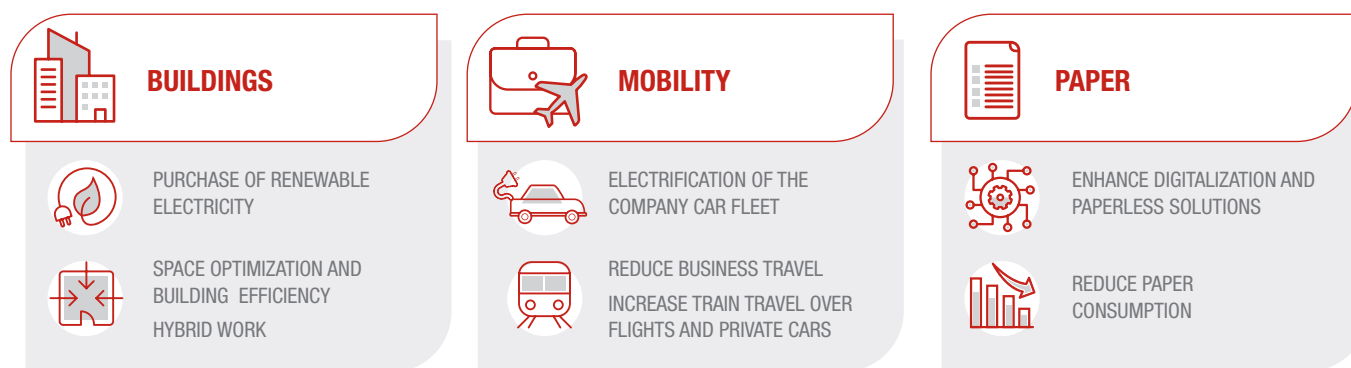 BUILDINGS
PURCHASE OF RENEWABLE
ELECTRICITY
SPACE OPTIMIZATION AND
BUILDING EFFICIENCY
HYBRID WORK
MOBILITY
ELECTRIFICATION OF THE
COMPANY CAR FLEET
REDUCE BUSINESS TRAVEL
INCREASE TRAIN TRAVEL OVER
FLIGHTS AND PRIVATE CARS
PAPER
ENHANCE DIGITALIZATION AND
PAPERLESS SOLUTIONS
REDUCE PAPER
CONSUMPTION